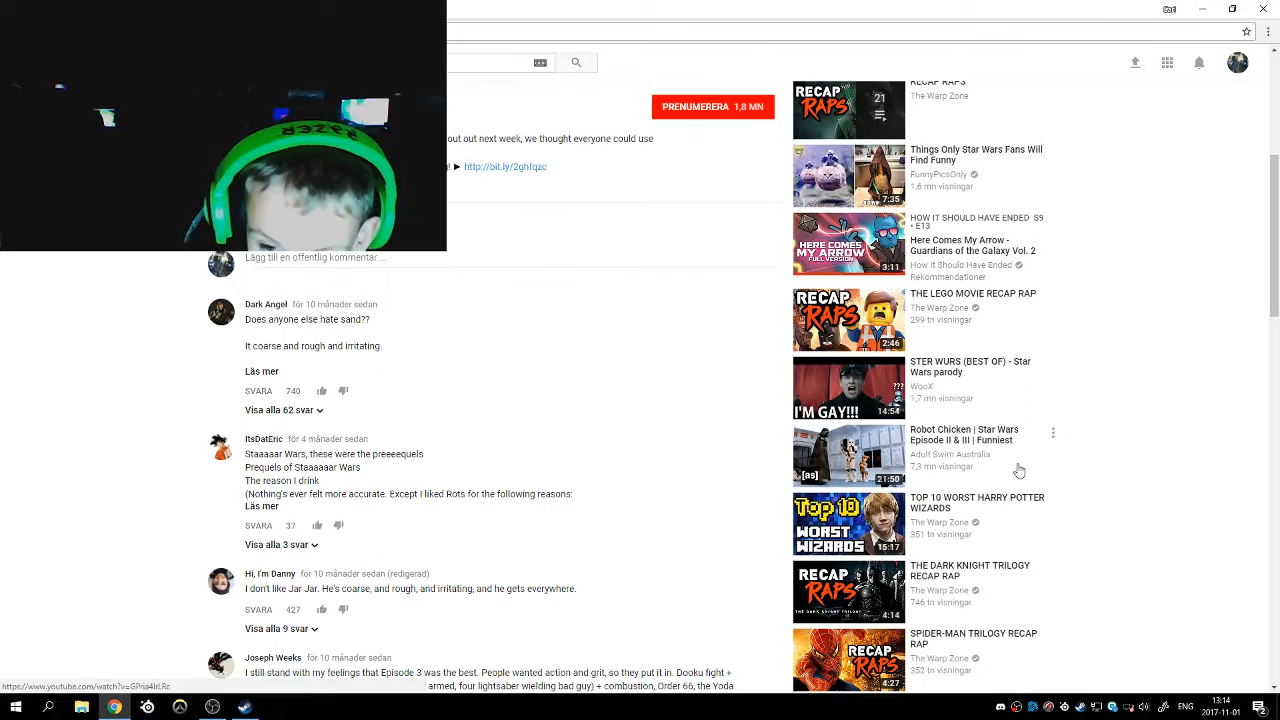 Ctrl
RAZER
PRENUMERERA 1,8 MN
out out next week, we thought everyone could use
! ► http://bit.ly/2ghfqzc
Lägg till en offentlig kommentar ...
Dark Angel för 10 månader sedan
Does anyone else hate sand??
It coarse and rough and irritating.
Läs mer
SVARA 740
Visa alla 62 svar
ItsDatEric för 4 månader sedan
Staaaaar Wars, these were the preeeequels
Prequels of Staaaaaar Wars
The reason I drink
(Nothing's ever felt more accurate. Except I liked Rots for the following reasons:
Läs mer
SVARA 37
Visa alla 3 svar
Hi, I'm Danny för 10 månader sedan (redigerad)
I don't like Jar Jar. He's coarse, and rough, and irritating, and he gets everywhere.
SVARA 427
Visa alla 9 svar
Joseph Weeks för 10 månader sedan
I still stand with my feelings that Episode 3 was the best. People wanted action and grit, so they put it in. Dooku fight +
armed, four lightsaber wielding bad guy) + combustion, Order 66, the Yoda
RECAP RAPS
The Warp Zone
RECAP
RAPS
21
Things Only Star Wars Fans Will
Find Funny
FunnyPicsOnly
1,6 mn visningar
7:35
HOW IT SHOULD HAVE ENDED S9
• E13
Here Comes My Arrow -
Guardians of the Galaxy Vol. 2
How It Should Have Ended
Rekommendationer
HERE COMES
MY ARROW
FULL VERSION
3:11
THE LEGO MOVIE RECAP RAP
The Warp Zone
299 tn visningar
RECAP
RAPS
2:46
STER WURS (BEST OF) - Star
Wars parody
WooX
1,7 mn visningar
???
I'M GAY!!!
14:54
Robot Chicken | Star Wars
Episode II & III | Funniest
Adult Swim Australia
7,3 mn visningar
[as]
21:50
TOP 10 WORST HARRY POTTER
WIZARDS
The Warp Zone
351 tn visningar
Top 10
WORST
WIZARDS
15:17
THE DARK KNIGHT TRILOGY
RECAP RAP
The Warp Zone
746 tn visningar
RECAP
RAPS
THE DARK KNIGHT TRILOGY
4:14
SPIDER-MAN TRILOGY RECAP
RAP
The Warp Zone
352 tn visningar
RECAP
RAPS
4:27
https://www.youtube.com/watch?v=GPria4IrLRc
ENG
13:14
2017-11-01
2